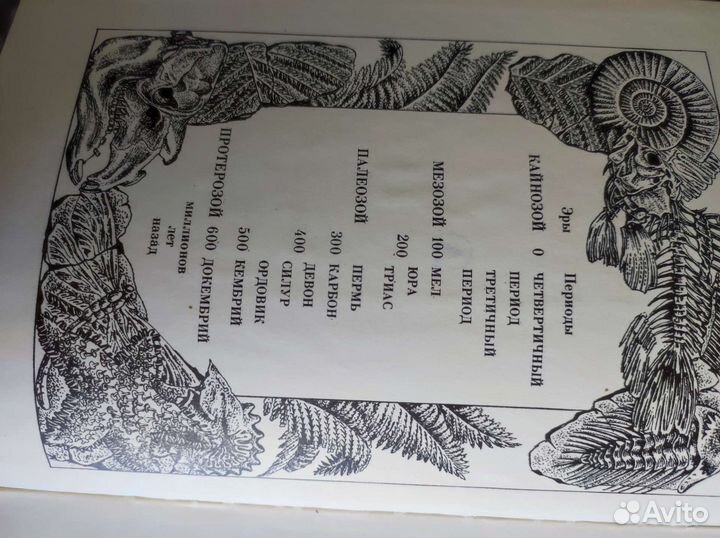 Эры Периоды
КАЙНОЗОЙ 0 ЧЕТВЕРТИЧНЫЙ
ПЕРИОД
ТРЕТИЧНЫЙ
ПЕРИОД
МЕЗОЗОЙ 100 МЕЛ
200 ЮРА
ТРИАС
ПАЛЕОЗОЙ ПЕРМЬ
300 КАРБОН
ДЕВОН
400 СИЛУР
ОРДОВИК
500 КЕМБРИЙ
ПРОТЕРОЗОЙ 600 ДОКЕМБРИЙ
миллионов
лет
назад
Avito